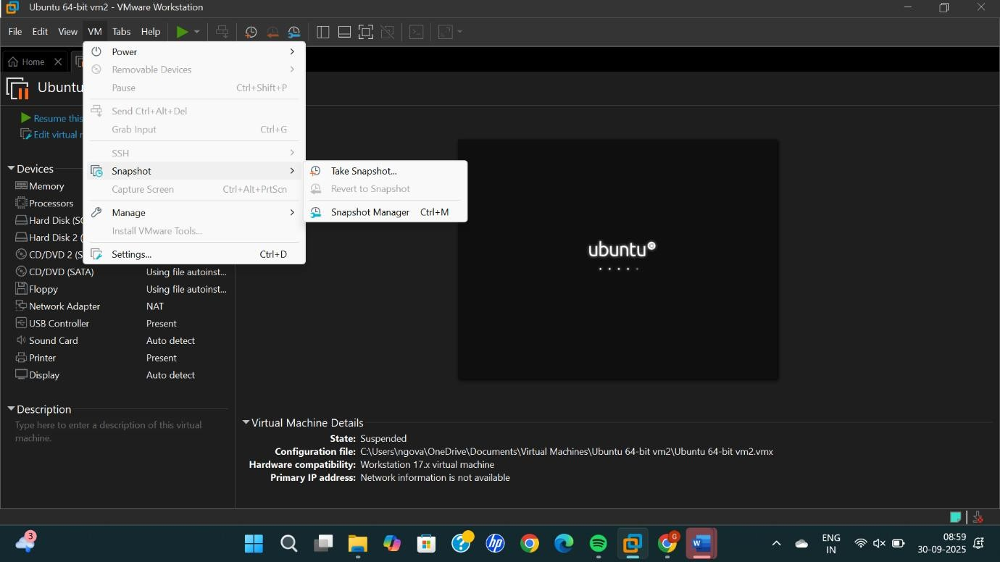 Ubuntu 64-bit vm2 - VMware Workstation
File Edit View VM Tabs Help
Home
Ubuntu
Power
Removable Devices
Pause Ctrl+Shift+P
Send Ctrl+Alt+Del
Grab Input Ctrl+G
SSH
Snapshot
Capture Screen Ctrl+Alt+PrtScn
Manage
Install VMware Tools...
Settings... Ctrl+D
Take Snapshot...
Revert to Snapshot
Snapshot Manager Ctrl+M
Resume this
Edit virtual
Devices
Memory
Processors
Hard Disk (SC
Hard Disk 2 (
CD/DVD 2 (S
CD/DVD (SATA) Using file autoinst...
Floppy Using file autoinst...
Network Adapter NAT
USB Controller Present
Sound Card Auto detect
Printer Present
Display Auto detect
Description
Type here to enter a description of this virtual
machine.
ubuntu
Virtual Machine Details
State: Suspended
Configuration file: C:\Users\ngova\OneDrive\Documents\Virtual Machines\Ubuntu 64-bit vm2\Ubuntu 64-bit vm2.vmx
Hardware compatibility: Workstation 17.x virtual machine
Primary IP address: Network information is not available
3
hp
G
W
ENG
IN
08:59
30-09-2025